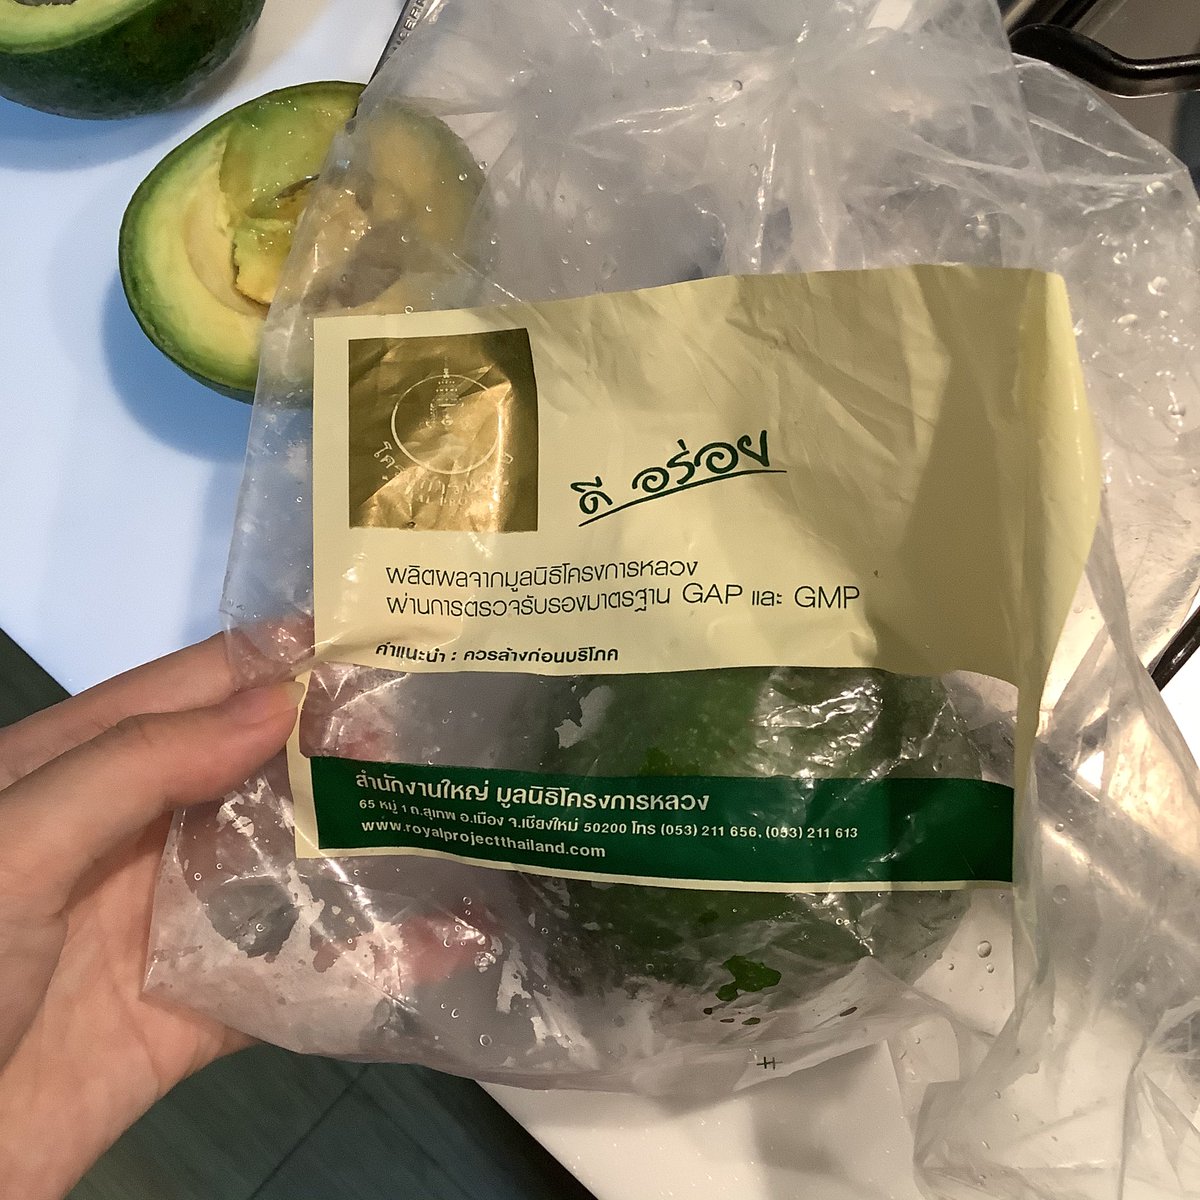 ดี อร่อย
ผลิตผลจากมูลนิธิโครงการหลวง
ผ่านการตรวจรับรองมาตรฐาน GAP และ GMP
คำแนะนำ : ควรล้างก่อนบริโภค
สำนักงานใหญ่ มูลนิธิโครงการหลวง
65 หมู่ 1 ถ.สุเทพ อ.เมือง จ.เชียงใหม่ 50200 โทร (053) 211 656, (053) 211 613
www.royalprojectthailand.com